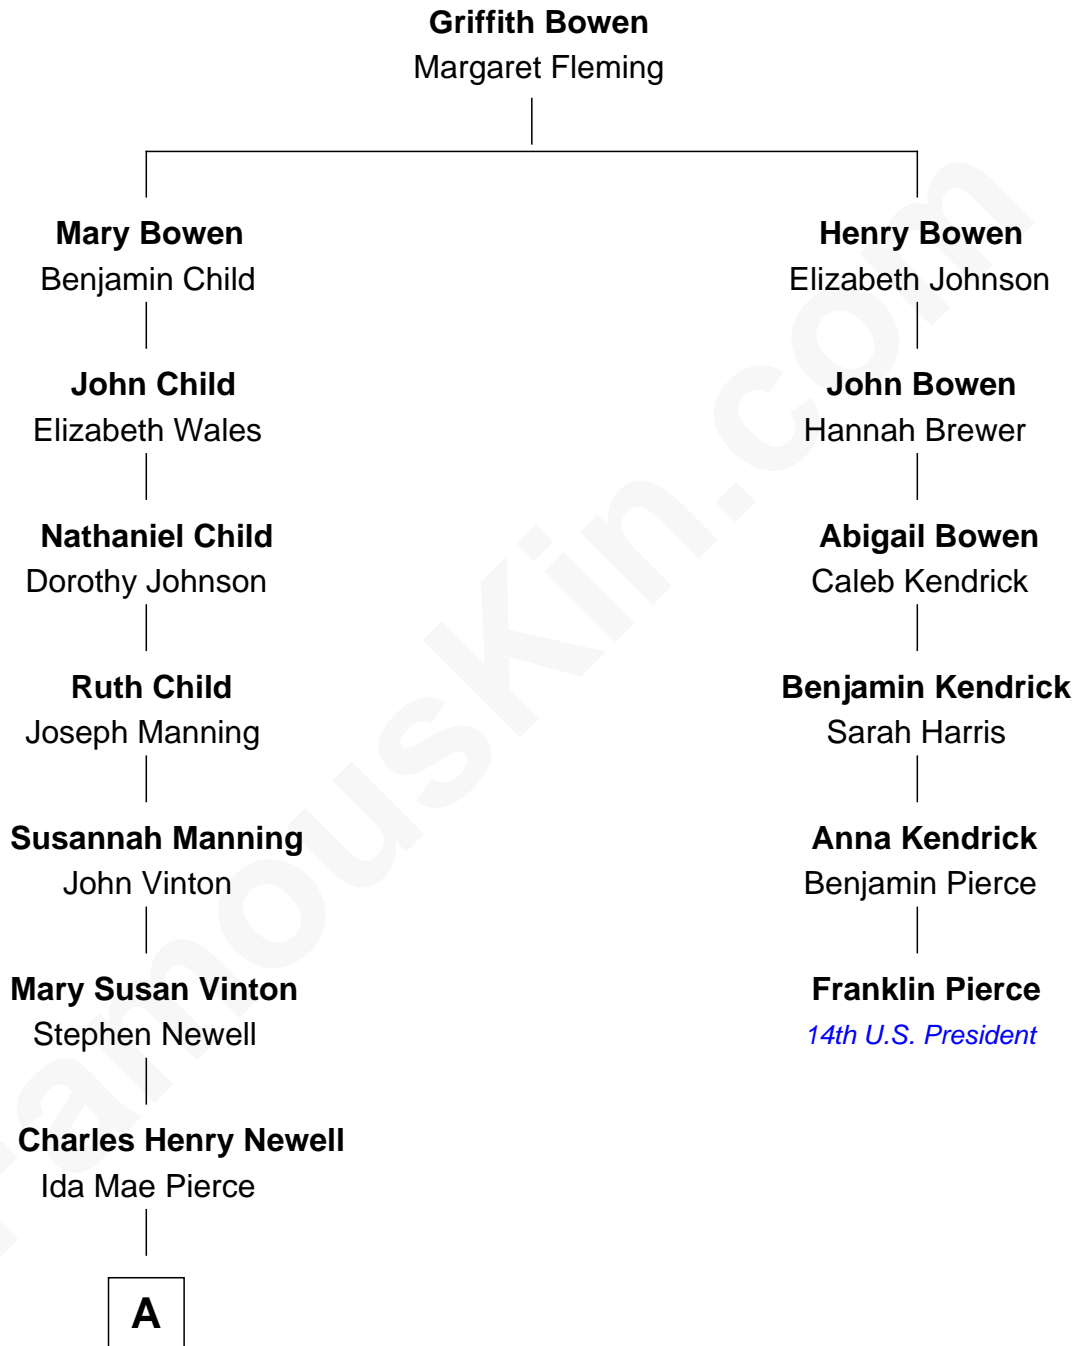 Griffith Bowen
Margaret Fleming
Mary Bowen
Benjamin Child
Henry Bowen
Elizabeth Johnson
John Child
Elizabeth Wales
John Bowen
Hannah Brewer
Nathaniel Child
Dorothy Johnson
Abigail Bowen
Caleb Kendrick
Ruth Child
Joseph Manning
Benjamin Kendrick
Sarah Harris
Susannah Manning
John Vinton
Anna Kendrick
Benjamin Pierce
Mary Susan Vinton
Stephen Newell
Franklin Pierce
14th U.S. President
Charles Henry Newell
Ida Mae Pierce
A
FamousKin.com